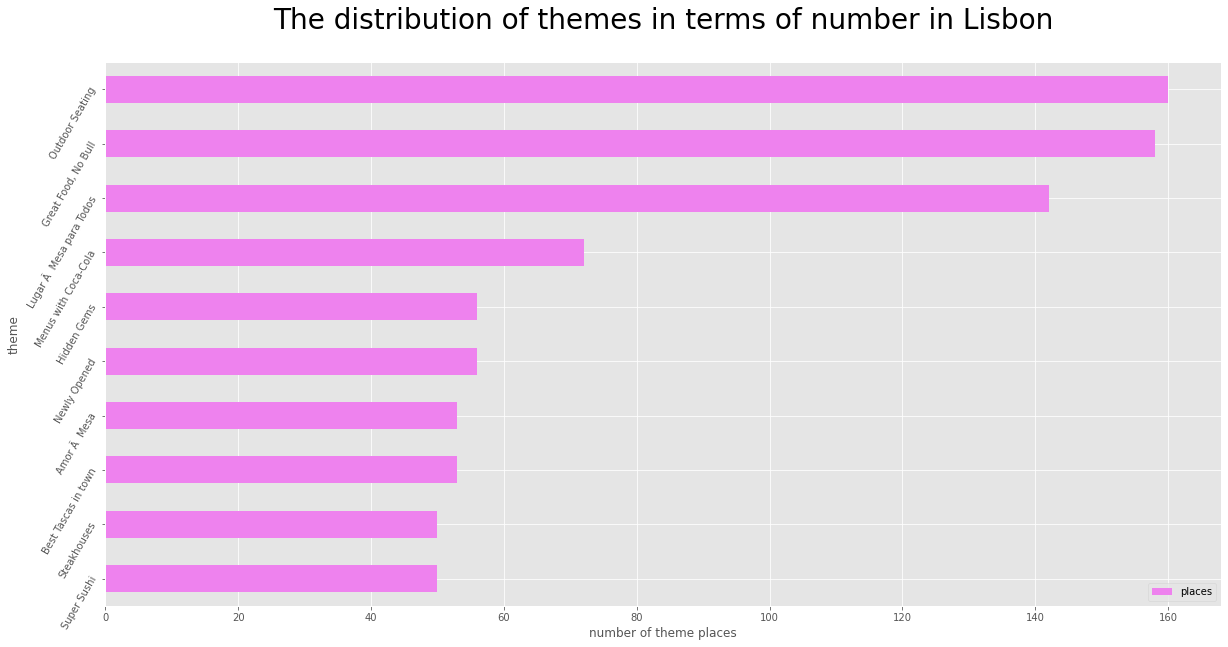 The distribution of themes in terms of number in Lisbon
theme
Outdoor Seating
Great Food, No Bull
Lugar Â  Mesa para Todos
Menus with Coca-Cola
Hidden Gems
Newly Opened
Amor Â  Mesa
Best Tascas in town
Steakhouses
Super Sushi
0 20 40 60 80 100 120 140 160
number of theme places
places